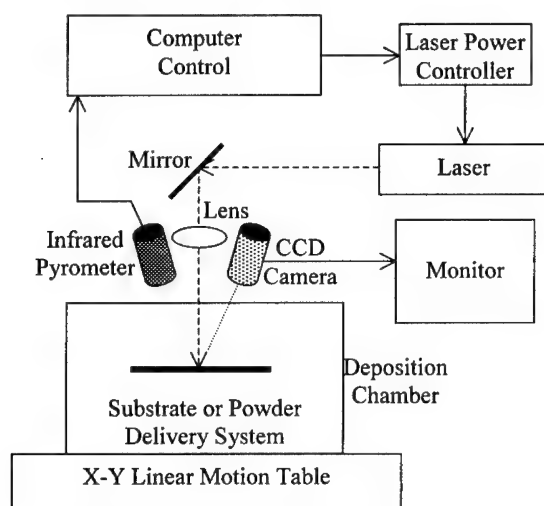 Computer
Control
Laser Power
Controller
Mirror
Laser
Lens
Infrared
Pyrometer
CCD
Camera
Monitor
Deposition
Chamber
Substrate or Powder
Delivery System
X-Y Linear Motion Table